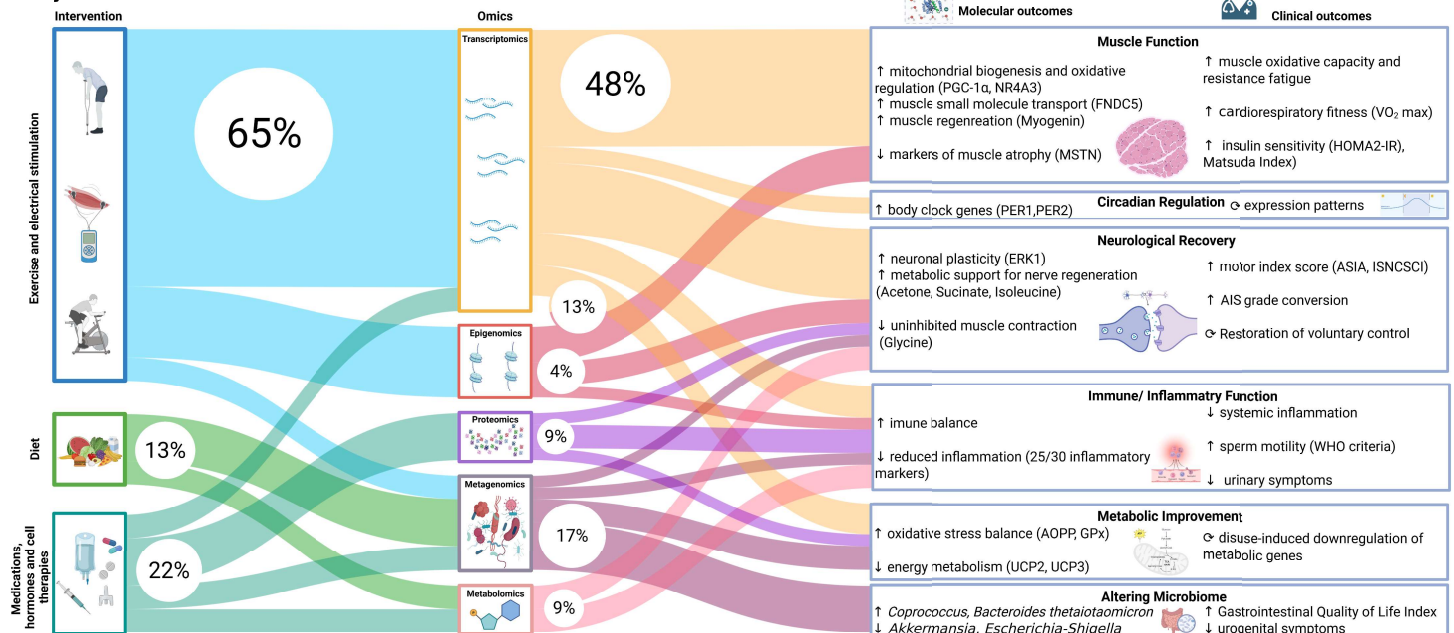 Intervention
Omics
Molecular outcomes
Clinical outcomes
Exercise and electrical stimulation
Diet
Medications,
hormones and cell
therapies
65%
13%
22%
Transcriptomics
Epigenomics
Proteomics
Metagenomics
Metabolomics
48%
13%
4%
9%
17%
9%
Muscle Function
↑ mitochondrial biogenesis and oxidative
regulation (PGC-1α, NR4A3)
↑ muscle small molecule transport (FNDC5)
↑ muscle regenreation (Myogenin)
↓ markers of muscle atrophy (MSTN)
↑ muscle oxidative capacity and
resistance fatigue
↑ cardiorespiratory fitness (VO₂ max)
↑ insulin sensitivity (HOMA2-IR),
Matsuda Index)
Circadian Regulation
↑ body clock genes (PER1,PER2)
⟳ expression patterns
Neurological Recovery
↑ neuronal plasticity (ERK1)
↑ metabolic support for nerve regeneration
(Acetone, Sucinate, Isoleucine)
↓ uninhibited muscle contraction
(Glycine)
↑ motor index score (ASIA, ISNCSCI)
↑ AIS grade conversion
⟳ Restoration of voluntary control
Immune/ Inflammatry Function
↑ imune balance
↓ reduced inflammation (25/30 inflammatory
markers)
↓ systemic inflammation
↑ sperm motility (WHO criteria)
↓ urinary symptoms
Metabolic Improvement
↑ oxidative stress balance (AOPP, GPx)
↓ energy metabolism (UCP2, UCP3)
⟳ disuse-induced downregulation of
metabolic genes
Altering Microbiome
↑ Coprococcus, Bacteroides thetaiotaomicron
↓ Akkermansia, Escherichia-Shigella
↑ Gastrointestinal Quality of Life Index
↓ urogenital symptoms